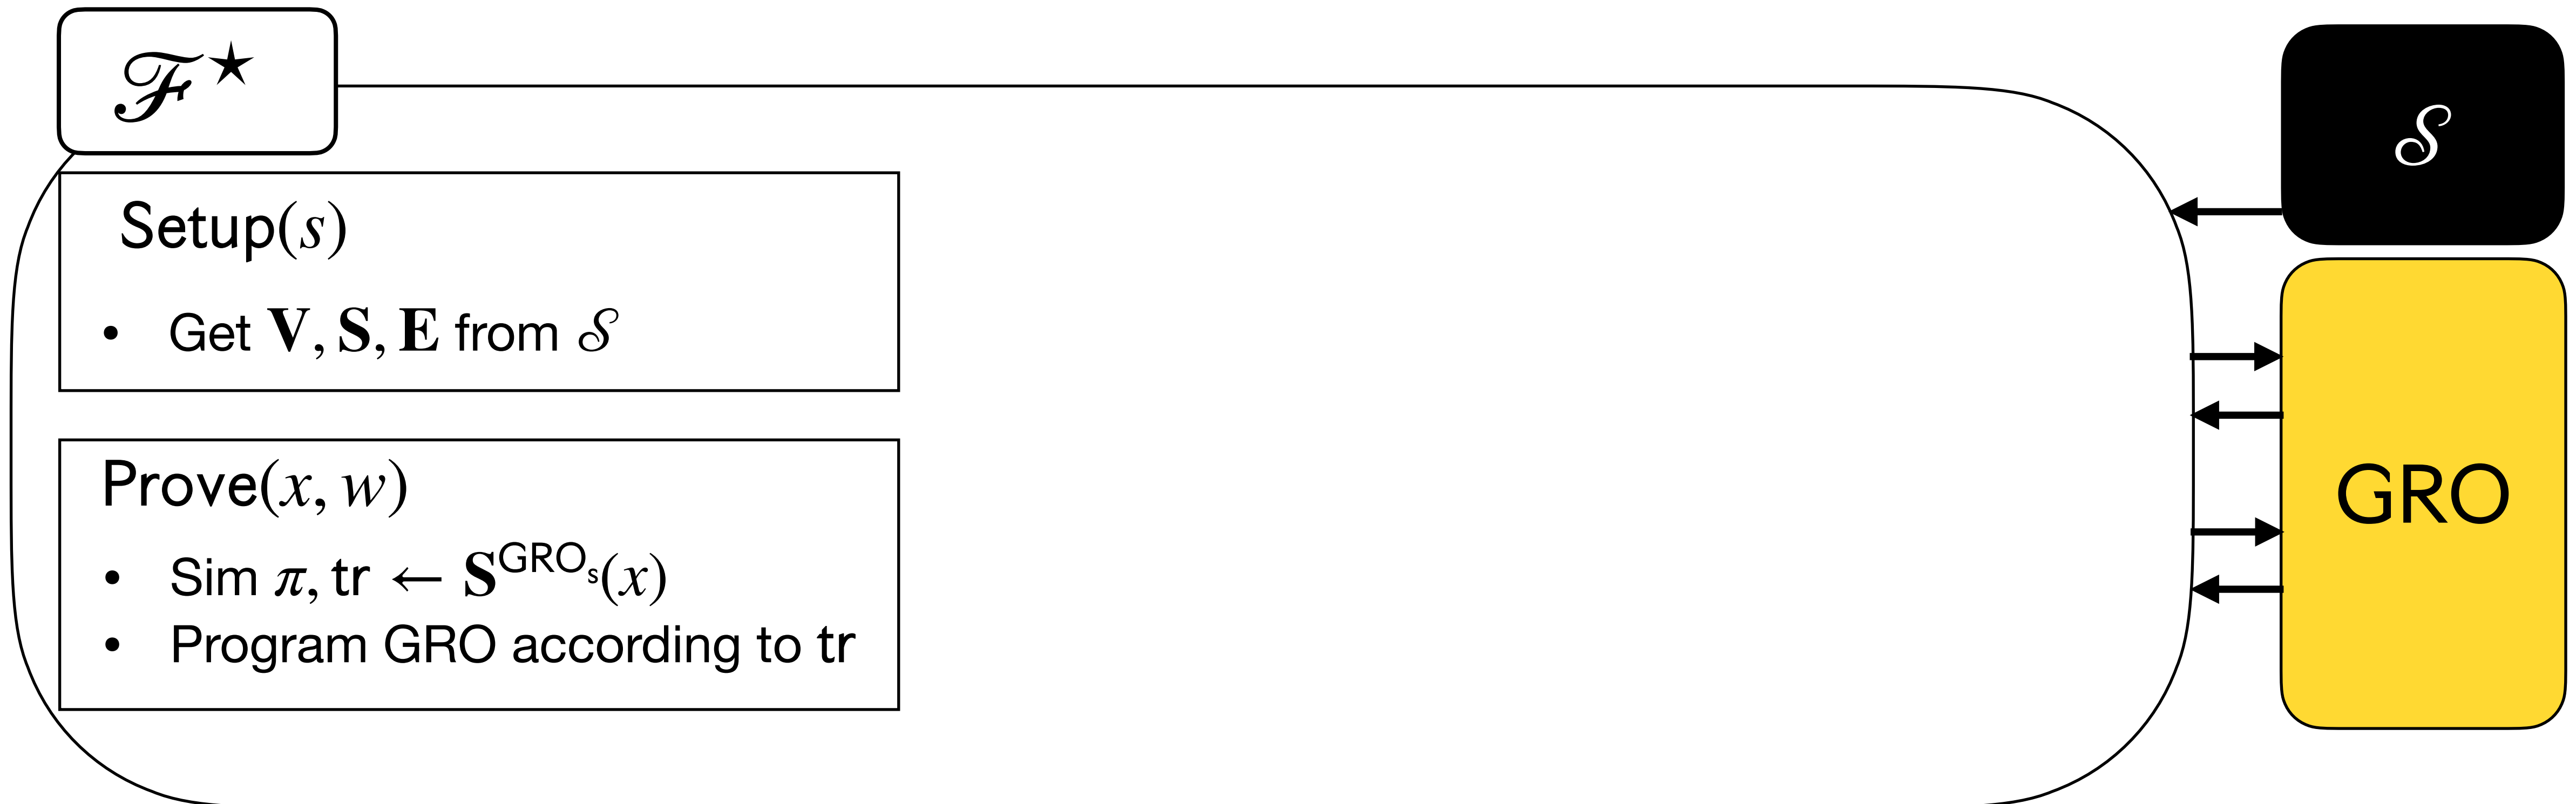 ℱ★
𝒮
Setup(s)
• Get V, S, E from 𝒮
Prove(x, w)
GRO
• Sim π, tr ← S^{GRO_s}(x)
• Program GRO according to tr